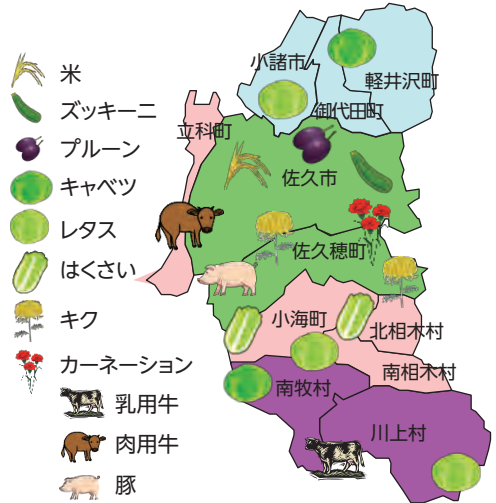 米
ズッキーニ
プルーン
キャベツ
レタス
はくさい
キク
カーネーション
乳用牛
肉用牛
豚
小諸市
軽井沢町
御代田町
立科町
佐久市
佐久穂町
小海町
北相木村
南相木村
南牧村
川上村